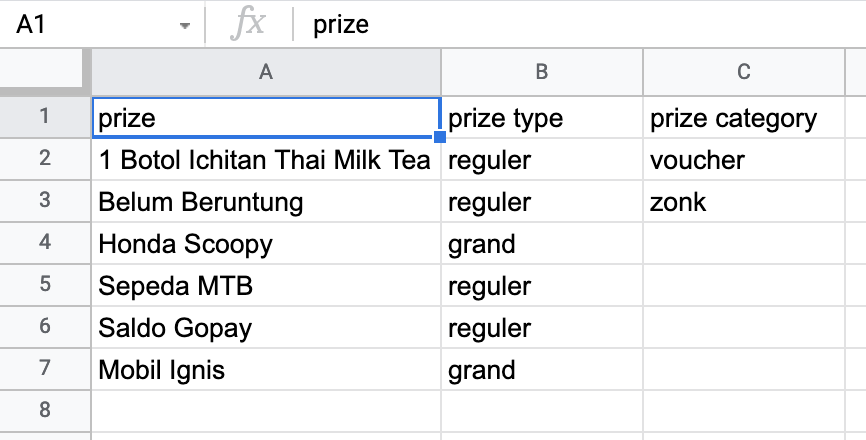 A1 fx prize
A B C
1 prize prize type prize category
2 1 Botol Ichitan Thai Milk Tea reguler voucher
3 Belum Beruntung reguler zonk
4 Honda Scoopy grand
5 Sepeda MTB reguler
6 Saldo Gopay reguler
7 Mobil Ignis grand
8